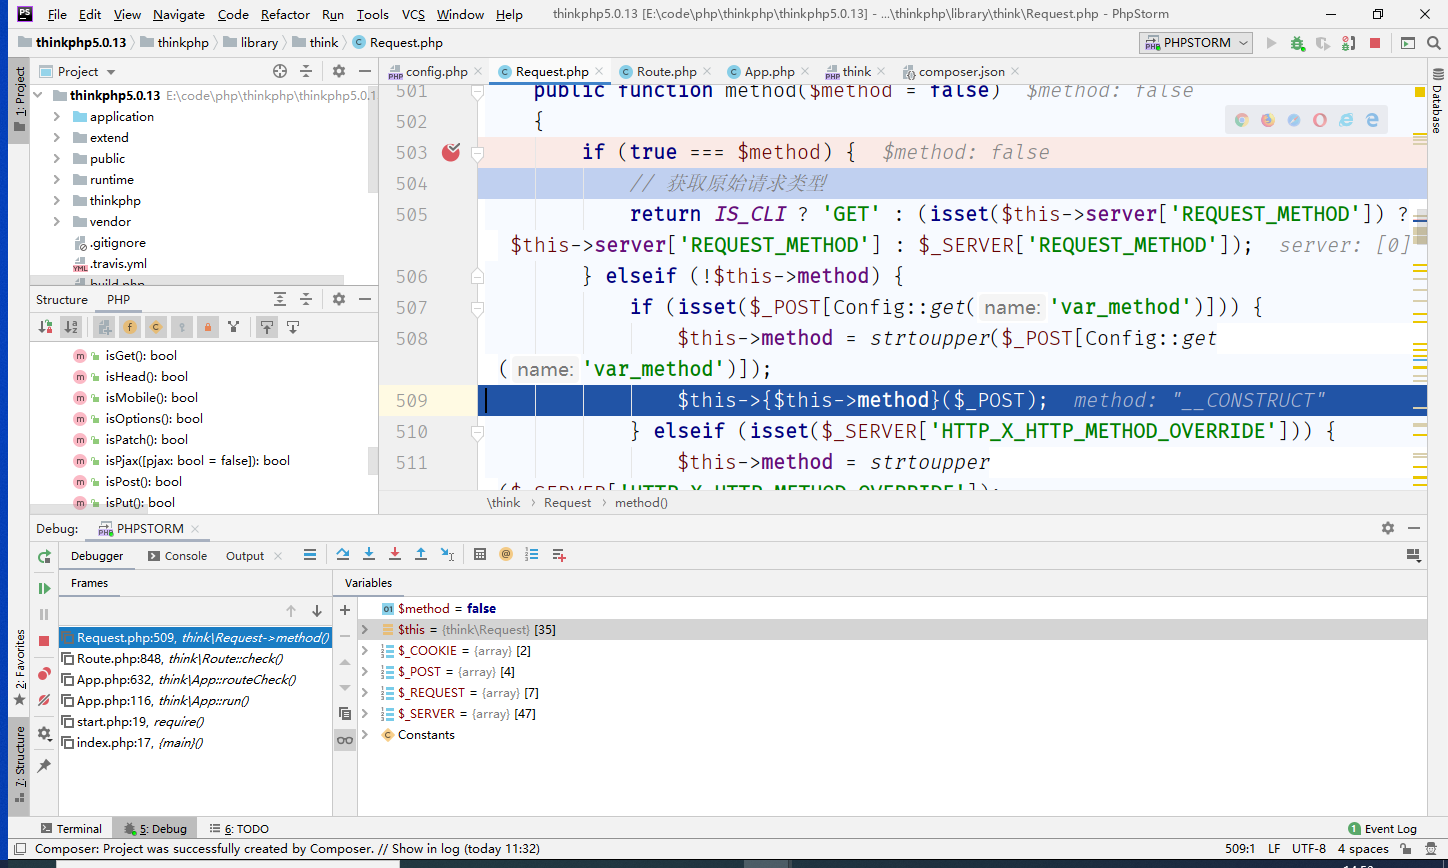 PS File Edit View Navigate Code Refactor Run Tools VCS Window Help thinkphp5.0.13 [E:\code\php\thinkphp\thinkphp5.0.13] - ...\thinkphp\library\think\Request.php - PhpStorm
thinkphp5.0.13 thinkphp library think Request.php PHPSTORM
1: Project
Project
config.php Request.php Route.php App.php think composer.json
Database
thinkphp5.0.13 E:\code\php\thinkphp\thinkphp5.0.1
application
extend
public
runtime
thinkphp
vendor
.gitignore
.travis.yml
build.php
Structure PHP
isGet(): bool
isHead(): bool
isMobile(): bool
isOptions(): bool
isPatch(): bool
isPjax([pjax: bool = false]): bool
isPost(): bool
isPut(): bool
501 public function method($method = false) $method: false
502 {
503 if (true === $method) { $method: false
504 // 获取原始请求类型
505 return IS_CLI ? 'GET' : (isset($this->server['REQUEST_METHOD']) ?
$this->server['REQUEST_METHOD'] : $_SERVER['REQUEST_METHOD']); server: [0]
506 } elseif (!$this->method) {
507 if (isset($_POST[Config::get( name: 'var_method')])) {
508 $this->method = strtoupper($_POST[Config::get
( name: 'var_method')]);
509 $this->{$this->method}($_POST); method: "__CONSTRUCT"
510 } elseif (isset($_SERVER['HTTP_X_HTTP_METHOD_OVERRIDE'])) {
511 $this->method = strtoupper
($_SERVER['HTTP_X_HTTP_METHOD_OVERRIDE']);
\think Request method()
Debug: PHPSTORM
Debugger Console Output
Frames
Variables
Request.php:509, think\Request->method()
Route.php:848, think\Route::check()
App.php:632, think\App::routeCheck()
App.php:116, think\App::run()
start.php:19, require()
index.php:17, {main}()
$method = false
$this = {think\Request} [35]
$_COOKIE = {array} [2]
$_POST = {array} [4]
$_REQUEST = {array} [7]
$_SERVER = {array} [47]
Constants
2: Favorites
7: Structure
Terminal 5: Debug 6: TODO 1 Event Log
Composer: Project was successfully created by Composer. // Show in log (today 11:32) 509:1 LF UTF-8 4 spaces